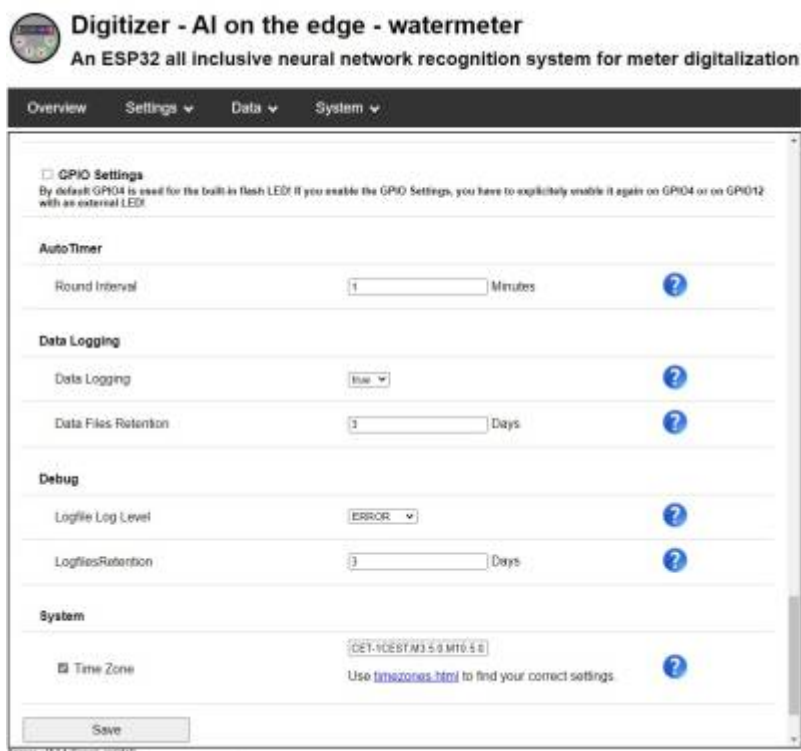 Digitizer - AI on the edge - watermeter
An ESP32 all inclusive neural network recognition system for meter digitalization
Overview Settings Data System
GPIO Settings
By default GPIO4 is used for the built-in flash LED! If you enable the GPIO Settings, you have to explicitely enable it again on GPIO4 or on GPIO12
with an external LED!
AutoTimer
Round Interval 1 Minutes ?
Data Logging
Data Logging true ?
Data Files Retention 3 Days ?
Debug
Logfile Log Level ERROR ?
LogfilesRetention 3 Days ?
System
CET-1CEST,M3.5.0,M10.5.0
Time Zone ?
Use timezones.html to find your correct settings.
Save